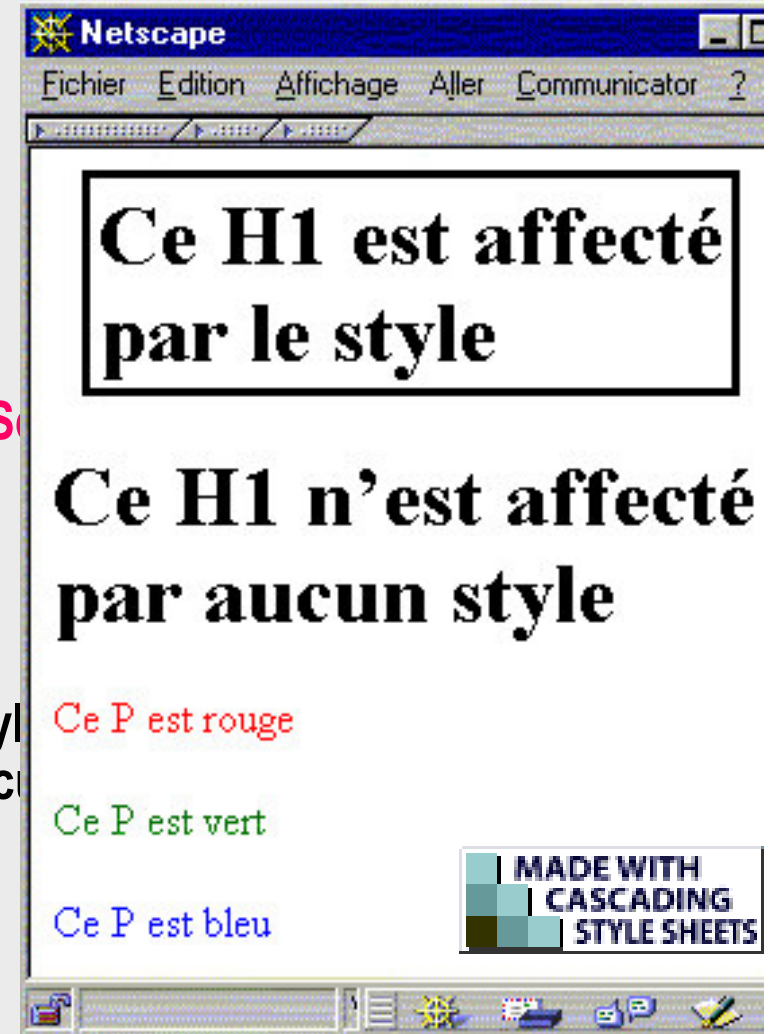 Netscape
Fichier Edition Affichage Aller Communicator ?
Ce H1 est affecté
par le style
Ce H1 n’est affecté
par aucun style
Ce P est rouge
Ce P est vert
Ce P est bleu
MADE WITH
CASCADING
STYLE SHEETS